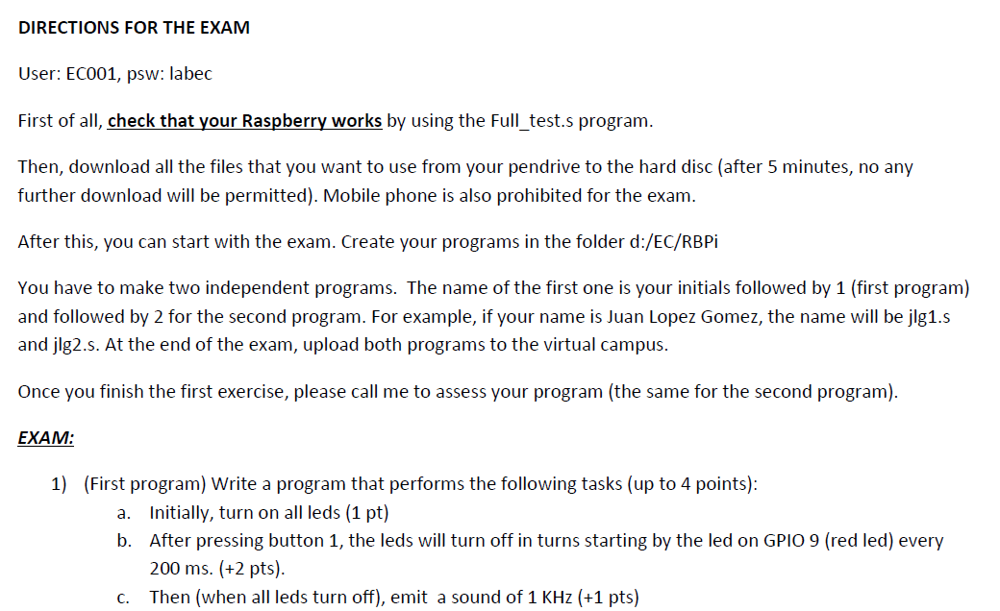 DIRECTIONS FOR THE EXAM
User: EC001, psw: labec
First of all, check that your Raspberry works by using the Full_test.s program.
Then, download all the files that you want to use from your pendrive to the hard disc (after 5 minutes, no any
further download will be permitted). Mobile phone is also prohibited for the exam.
After this, you can start with the exam. Create your programs in the folder d:/EC/RBPi
You have to make two independent programs.  The name of the first one is your initials followed by 1 (first program)
and followed by 2 for the second program. For example, if your name is Juan Lopez Gomez, the name will be jlg1.s
and jlg2.s. At the end of the exam, upload both programs to the virtual campus.
Once you finish the first exercise, please call me to assess your program (the same for the second program).
EXAM:
1) (First program) Write a program that performs the following tasks (up to 4 points):
a. Initially, turn on all leds (1 pt)
b. After pressing button 1, the leds will turn off in turns starting by the led on GPIO 9 (red led) every
200 ms. (+2 pts).
c. Then (when all leds turn off), emit  a sound of 1 KHz (+1 pts)